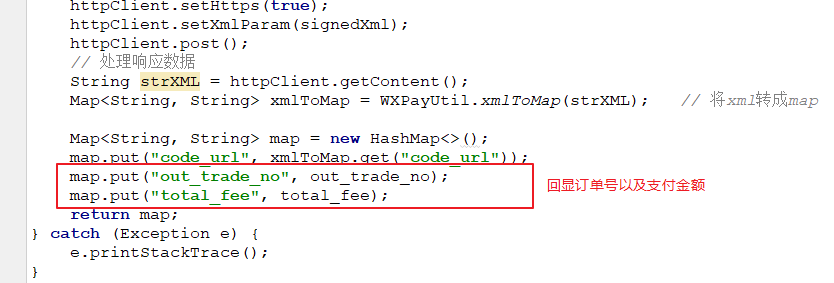 httpClient.setHttps(true);
httpClient.setXmlParam(signedXml);
httpClient.post();
// 处理响应数据
String strXML = httpClient.getContent();
Map<String, String> xmlToMap = WXPayUtil.xmlToMap(strXML);   // 将xml转成map
Map<String, String> map = new HashMap<>();
map.put("code_url", xmlToMap.get("code_url"));
map.put("out_trade_no", out_trade_no);
map.put("total_fee", total_fee);
回显订单号以及支付金额
return map;
} catch (Exception e) {
e.printStackTrace();
}